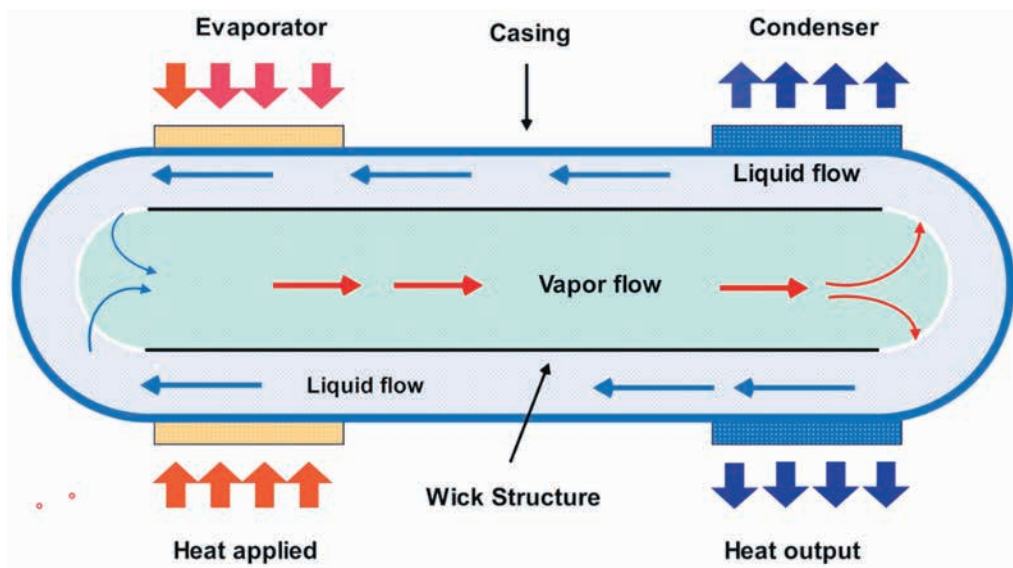 Evaporator
Casing
Condenser
Liquid flow
Vapor flow
Liquid flow
Wick Structure
Heat applied
Heat output